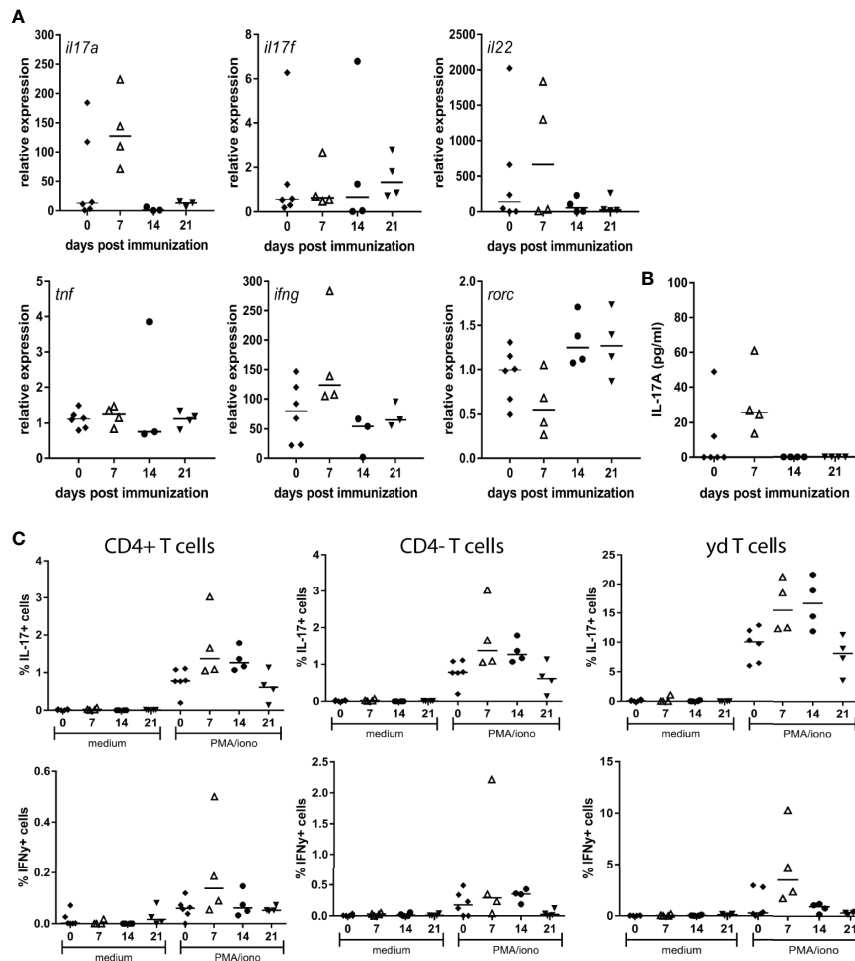 A
il17a
relative expression
300
250
200
150
100
50
0
0 7 14 21
days post immunization
il17f
relative expression
8
6
4
2
0
0 7 14 21
days post immunization
il22
relative expression
2500
2000
1500
1000
500
0
0 7 14 21
days post immunization
tnf
relative expression
5
4
3
2
1
0
0 7 14 21
days post immunization
ifng
relative expression
300
250
200
150
100
50
0
0 7 14 21
days post immunization
rorc
relative expression
2.0
1.5
1.0
0.5
0.0
0 7 14 21
days post immunization
B
IL-17A (pg/ml)
100
80
60
40
20
0
0 7 14 21
days post immunization
C
CD4+ T cells
% IL-17+ cells
4
3
2
1
0
0 7 14 21 0 7 14 21
medium PMA/iono
CD4- T cells
% IL-17+ cells
4
3
2
1
0
0 7 14 21 0 7 14 21
medium PMA/iono
yd T cells
% IL-17+ cells
25
20
15
10
5
0
0 7 14 21 0 7 14 21
medium PMA/iono
% IFNy+ cells
0.6
0.4
0.2
0.0
0 7 14 21 0 7 14 21
medium PMA/iono
% IFNy+ cells
2.5
2.0
1.5
1.0
0.5
0.0
0 7 14 21 0 7 14 21
medium PMA/iono
% IFNy+ cells
15
10
5
0
0 7 14 21 0 7 14 21
medium PMA/iono